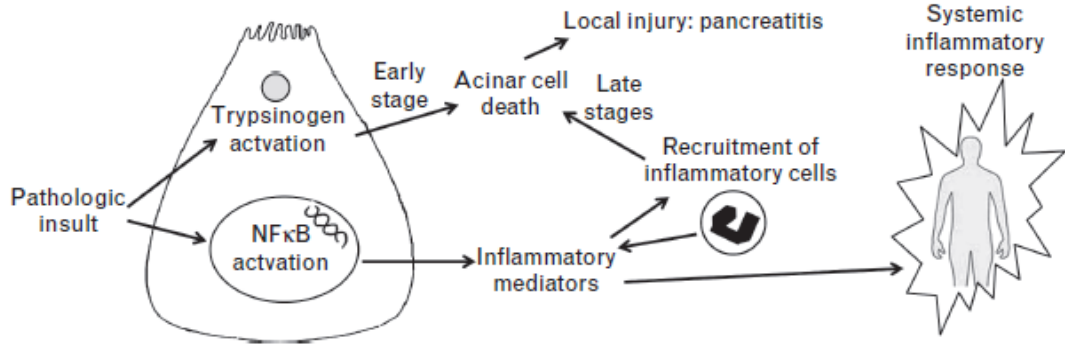 Local injury: pancreatitis
Systemic
inflammatory
response
Early
stage
Acinar cell
death
Late
stages
Trypsinogen
actvation
Recruitment of
inflammatory cells
Pathologic
insult
NFκB
actvation
Inflammatory
mediators